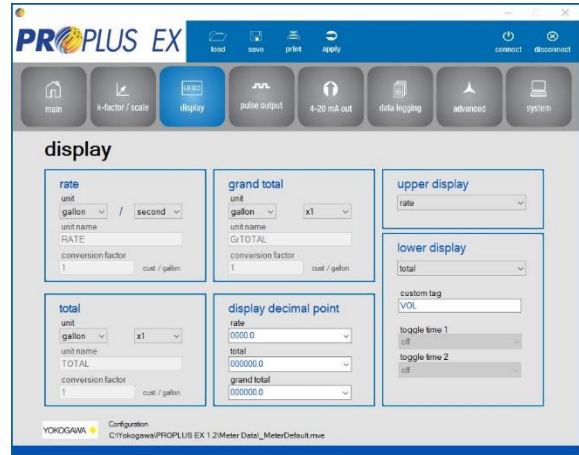 PROPLUS EX
load save print apply connect disconnect
main k-factor / scale display pulse output 4-20 mA out data logging advanced system
display
rate
unit
gallon / second
unit name
RATE
conversion factor
1 cust / gallon
grand total
unit
gallon x1
unit name
GrTOTAL
conversion factor
1 cust / gallon
upper display
rate
lower display
total
custom tag
VOL
toggle time 1
off
toggle time 2
off
total
unit
gallon x1
unit name
TOTAL
conversion factor
1 cust / gallon
display decimal point
rate
0000.0
total
000000.0
grand total
000000.0
YOKOGAWA
Configuration
C:\Yokogawa\PROPLUS EX 1.2\Meter Data\_MeterDefault.mve